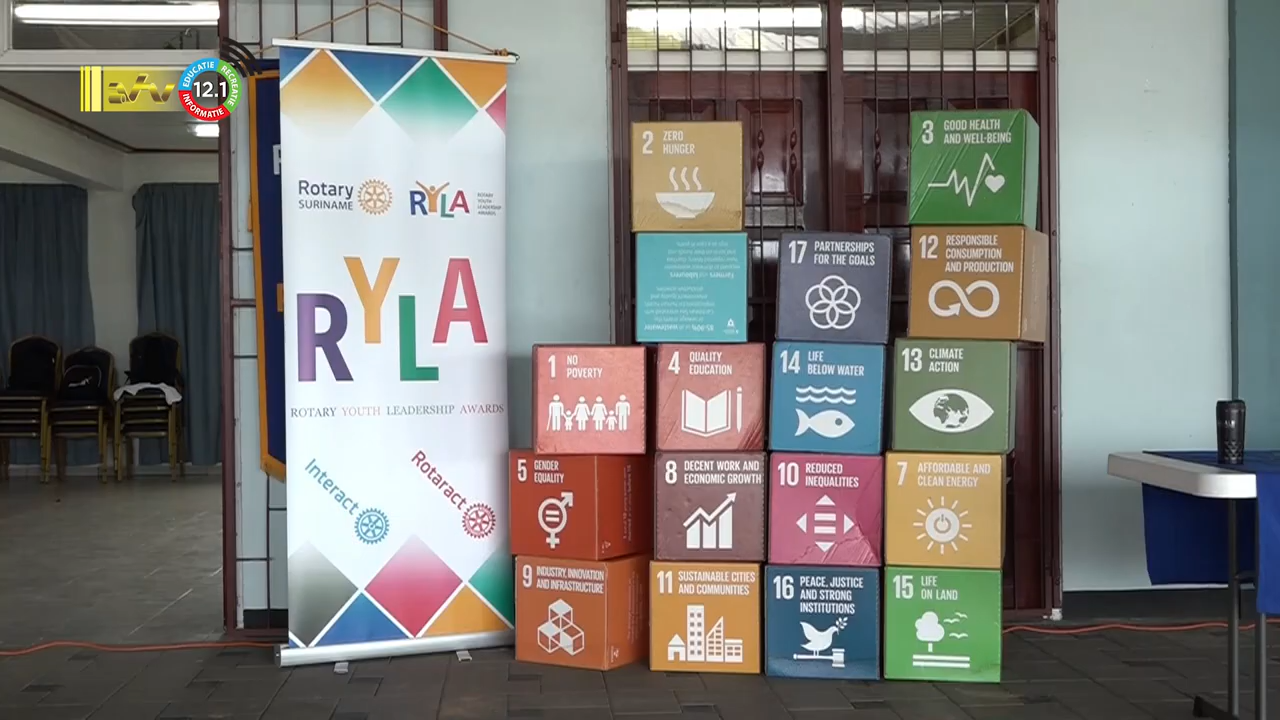 EDUCATIE
RECREATIE
INFORMATIE
12.1
Rotary
SURINAME
RYLA
ROTARY
YOUTH
LEADERSHIP
AWARDS
RYLA
ROTARY YOUTH LEADERSHIP AWARDS
Interact
Rotaract
2 ZERO
HUNGER
3 GOOD HEALTH
AND WELL-BEING
17 PARTNERSHIPS
FOR THE GOALS
12 RESPONSIBLE
CONSUMPTION
AND PRODUCTION
1 NO
POVERTY
4 QUALITY
EDUCATION
14 LIFE
BELOW WATER
13 CLIMATE
ACTION
5 GENDER
EQUALITY
8 DECENT WORK AND
ECONOMIC GROWTH
10 REDUCED
INEQUALITIES
7 AFFORDABLE AND
CLEAN ENERGY
9 INDUSTRY, INNOVATION
AND INFRASTRUCTURE
11 SUSTAINABLE CITIES
AND COMMUNITIES
16 PEACE, JUSTICE
AND STRONG
INSTITUTIONS
15 LIFE
ON LAND